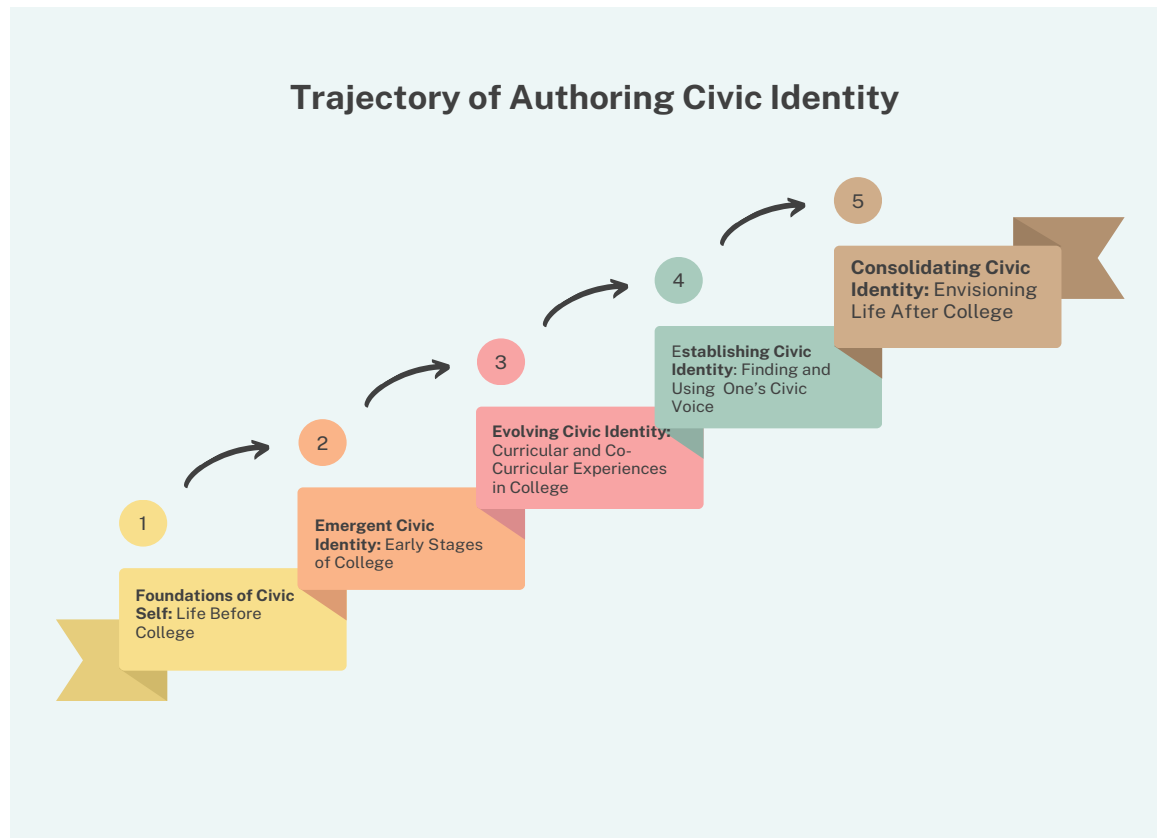 Trajectory of Authoring Civic Identity
1
Foundations of Civic
Self: Life Before
College
2
Emergent Civic
Identity: Early Stages
of College
3
Evolving Civic Identity:
Curricular and Co-
Curricular Experiences
in College
4
Establishing Civic
Identity: Finding and
Using  One's Civic
Voice
5
Consolidating Civic
Identity: Envisioning
Life After College